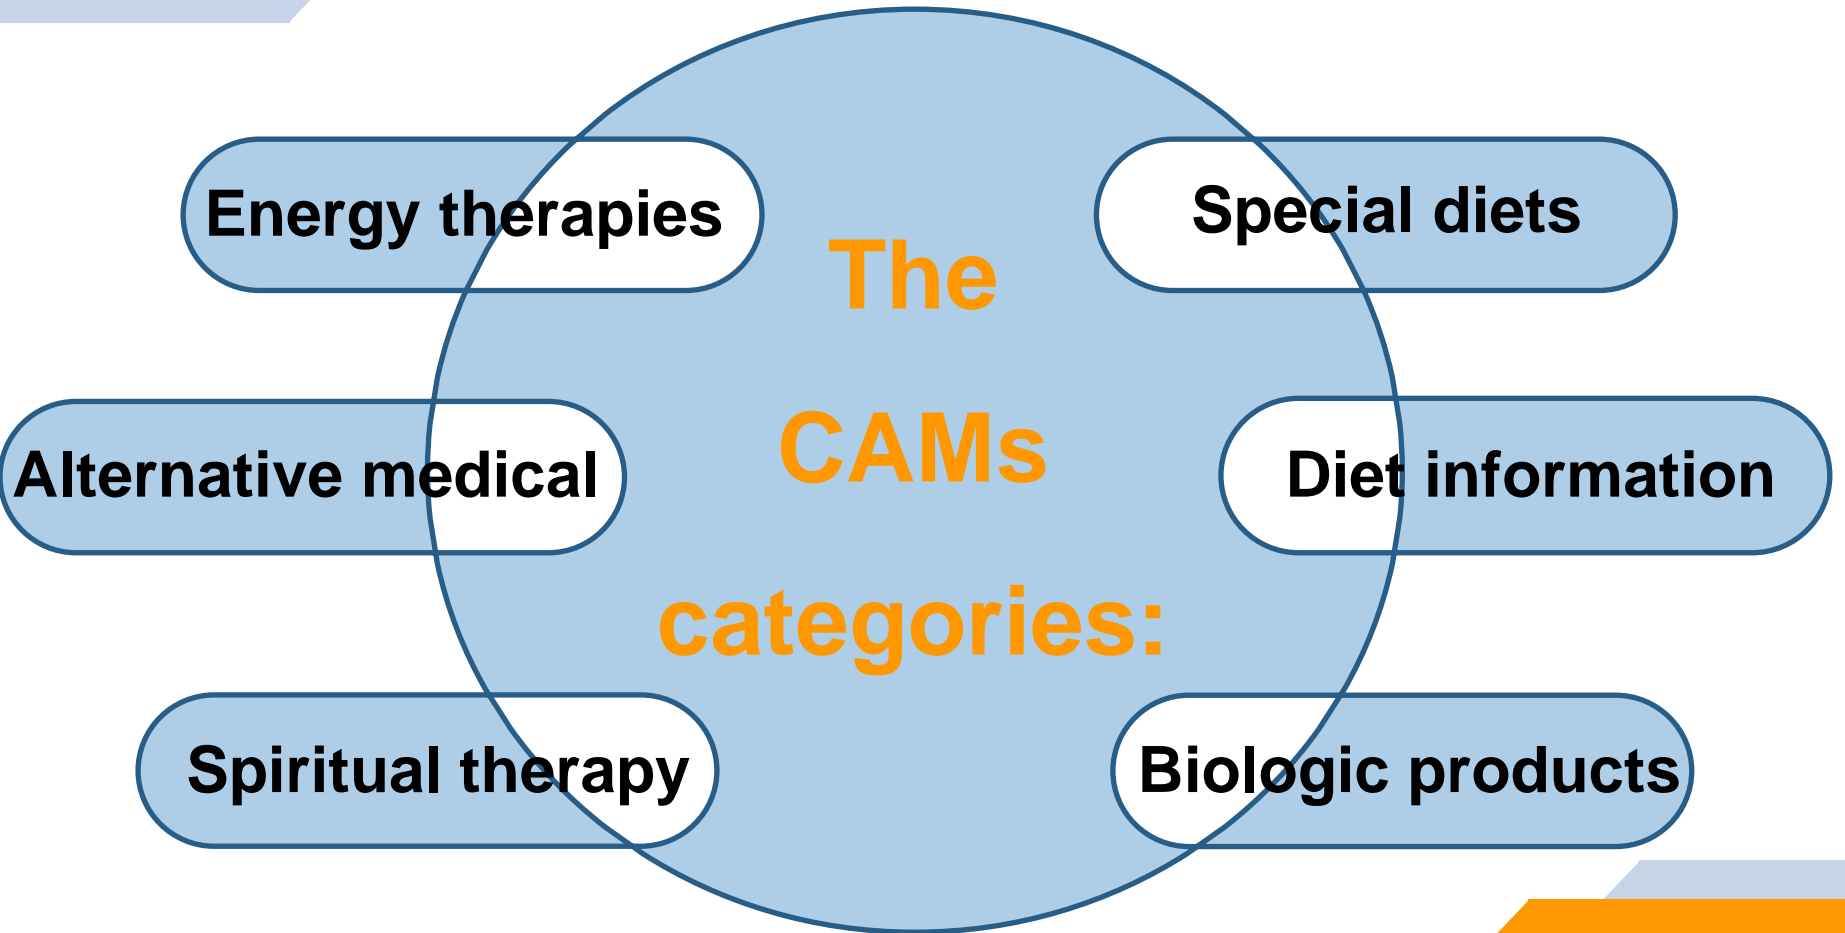 Energy therapies
Special diets
The
CAMs
categories:
Alternative medical
Diet information
Spiritual therapy
Biologic products